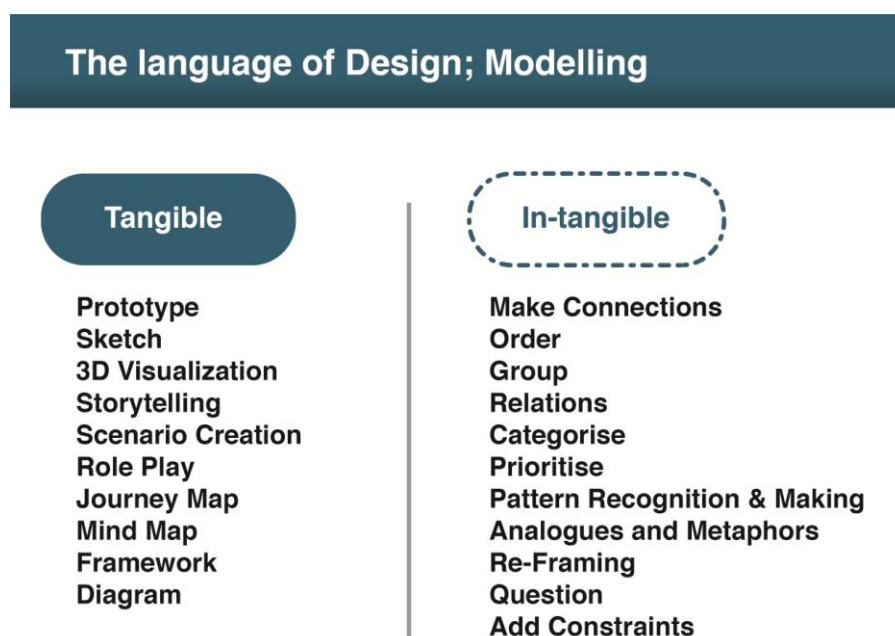 The language of Design; Modelling
Tangible
Prototype
Sketch
3D Visualization
Storytelling
Scenario Creation
Role Play
Journey Map
Mind Map
Framework
Diagram
In-tangible
Make Connections
Order
Group
Relations
Categorise
Prioritise
Pattern Recognition & Making
Analogues and Metaphors
Re-Framing
Question
Add Constraints